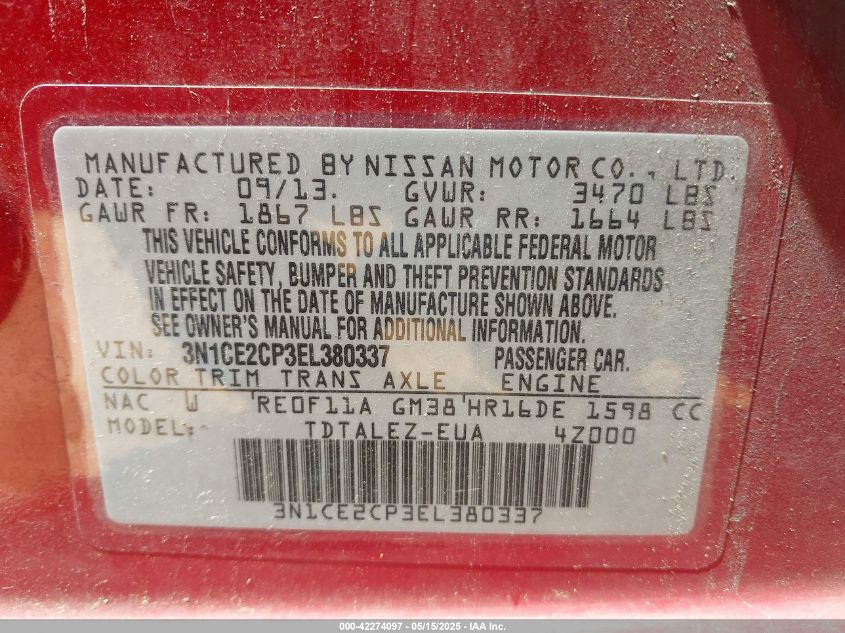 MANUFACTURED BY NISSAN MOTOR CO., LTD.
DATE: 09/13. GVWR: 3470 LBS
GAWR FR: 1867 LBS GAWR RR: 1664 LBS
THIS VEHICLE CONFORMS TO ALL APPLICABLE FEDERAL MOTOR
VEHICLE SAFETY, BUMPER AND THEFT PREVENTION STANDARDS
IN EFFECT ON THE DATE OF MANUFACTURE SHOWN ABOVE.
SEE OWNER'S MANUAL FOR ADDITIONAL INFORMATION.
VIN: 3N1CE2CP3EL380337 PASSENGER CAR.
COLOR TRIM TRANS AXLE ENGINE
NAC W 'RE0F11A GM38'HR16DE 1598 CC
MODEL: TDTALEZ-EUA 4Z000
3N1CE2CP3EL380337
000-42274097 - 05/15/2025 - IAA Inc.